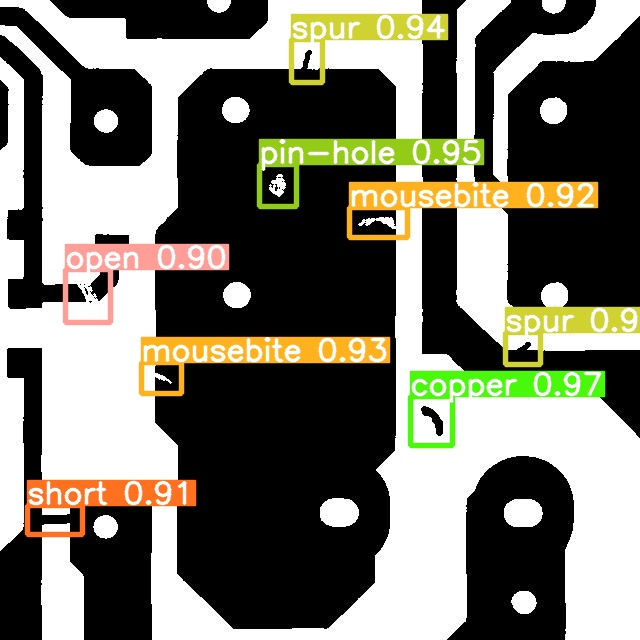 spur 0.94
pin-hole 0.95
mousebite 0.92
open 0.90
spur 0.9
mousebite 0.93
copper 0.97
short 0.91